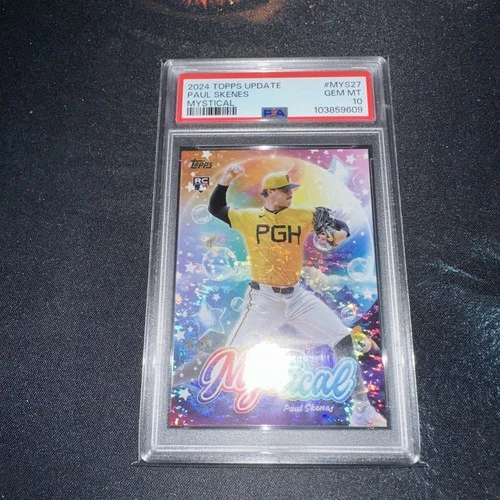 2024 TOPPS UPDATE #MYS27
PAUL SKENES GEM MT
MYSTICAL 10
PSA 103859609
Topps
RC
PGH
Mystical
Paul Skenes